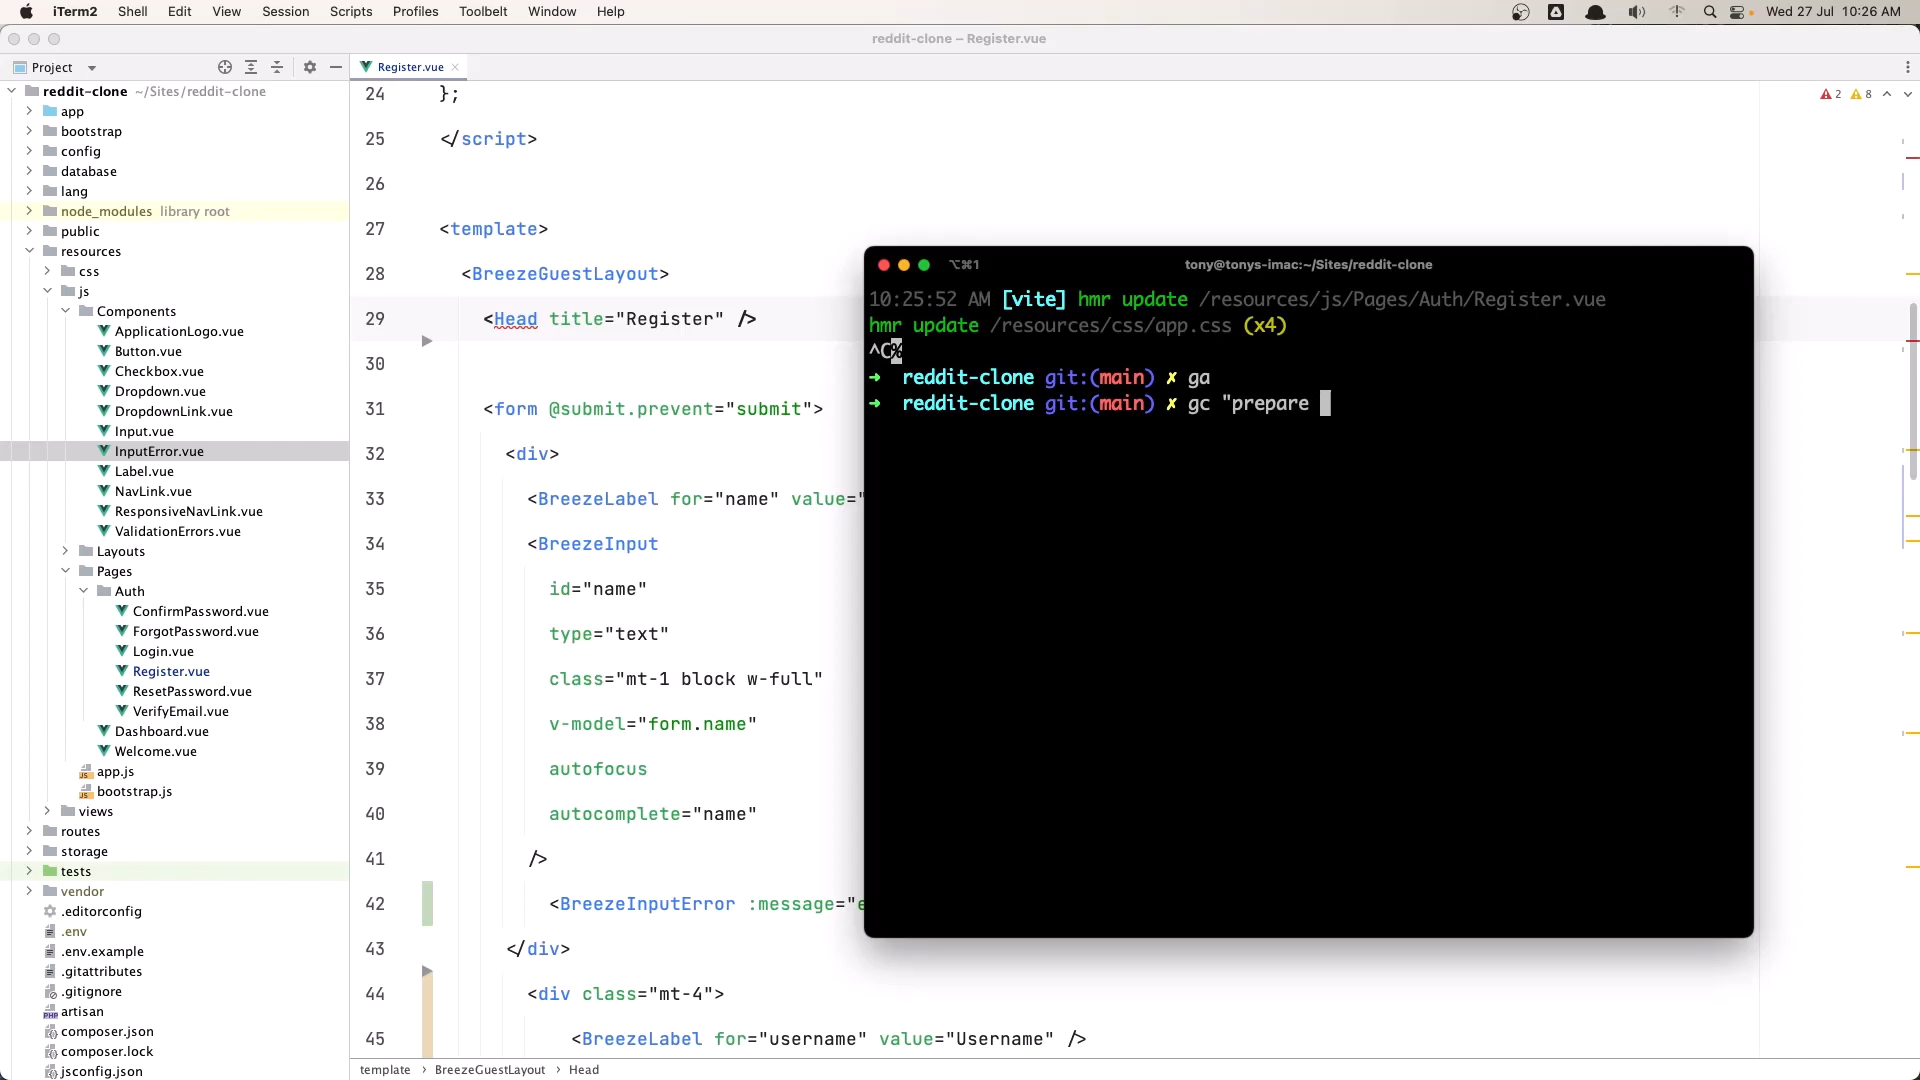 iTerm2 Shell Edit View Session Scripts Profiles Toolbelt Window Help
Wed 27 Jul 10:26 AM
reddit-clone – Register.vue
Project
Register.vue
reddit-clone ~/Sites/reddit-clone
app
bootstrap
config
database
lang
node_modules library root
public
resources
css
js
Components
ApplicationLogo.vue
Button.vue
Checkbox.vue
Dropdown.vue
DropdownLink.vue
Input.vue
InputError.vue
Label.vue
NavLink.vue
ResponsiveNavLink.vue
ValidationErrors.vue
Layouts
Pages
Auth
ConfirmPassword.vue
ForgotPassword.vue
Login.vue
Register.vue
ResetPassword.vue
VerifyEmail.vue
Dashboard.vue
Welcome.vue
app.js
bootstrap.js
views
routes
storage
tests
vendor
.editorconfig
.env
.env.example
.gitattributes
.gitignore
artisan
composer.json
composer.lock
jsconfig.json
2 8
24 };
25 </script>
26
27 <template>
28 <BreezeGuestLayout>
29 <Head title="Register" />
30
31 <form @submit.prevent="submit">
32 <div>
33 <BreezeLabel for="name" value="
34 <BreezeInput
35 id="name"
36 type="text"
37 class="mt-1 block w-full"
38 v-model="form.name"
39 autofocus
40 autocomplete="name"
41 />
42 <BreezeInputError :message="e
43 </div>
44 <div class="mt-4">
45 <BreezeLabel for="username" value="Username" />
template › BreezeGuestLayout › Head
⌥⌘1 tony@tonys-imac:~/Sites/reddit-clone
10:25:52 AM [vite] hmr update /resources/js/Pages/Auth/Register.vue
hmr update /resources/css/app.css (x4)
^C%
➜ reddit-clone git:(main) ✗ ga
➜ reddit-clone git:(main) ✗ gc "prepare